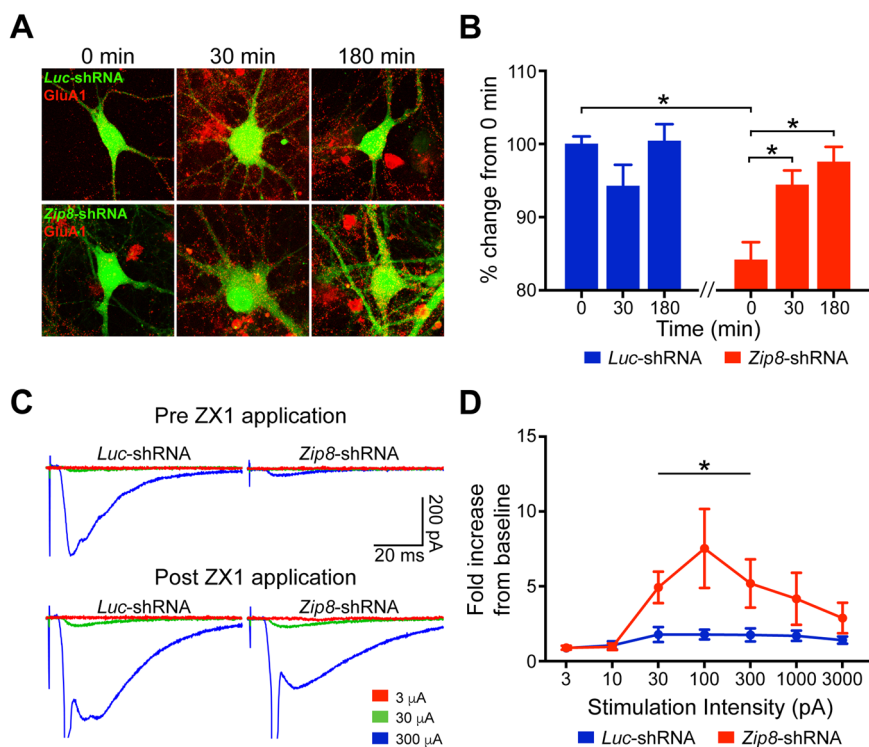 A
0 min 30 min 180 min
Luc-shRNA
GluA1
Zip8-shRNA
GluA1
B
% change from 0 min
110
100
90
80
*
*
*
0 30 180 // 0 30 180
Time (min)
Luc-shRNA Zip8-shRNA
C
Pre ZX1 application
Luc-shRNA Zip8-shRNA
200 pA
20 ms
Post ZX1 application
Luc-shRNA Zip8-shRNA
3 μA
30 μA
300 μA
D
Fold increase
from baseline
15
10
5
0
*
3 10 30 100 300 1000 3000
Stimulation Intensity (pA)
Luc-shRNA Zip8-shRNA